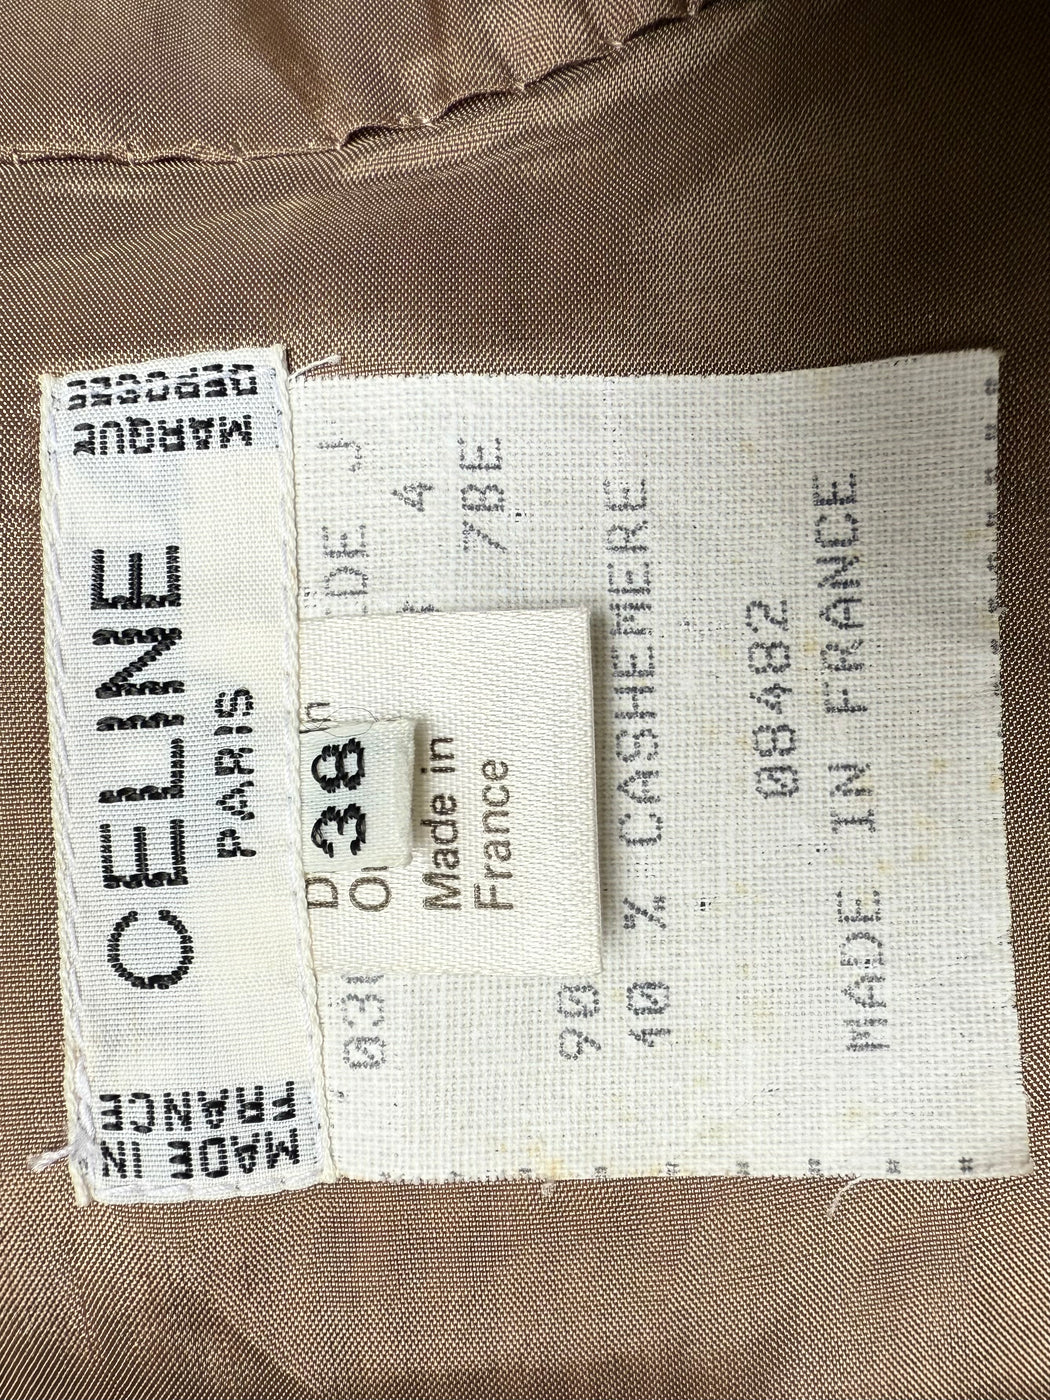 MADE IN
FRANCE
CELINE
PARIS
MARQUE
DEPOSEE
38
Made in
France
4
7BE
90
10 % CASHEMERE
08482
MADE IN FRANCE